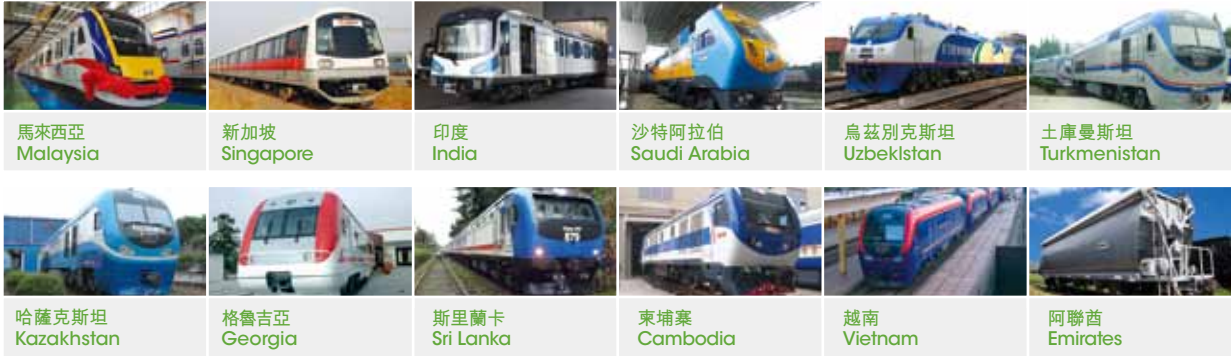 馬來西亞
Malaysia
新加坡
Singapore
印度
India
沙特阿拉伯
Saudi Arabia
烏茲別克斯坦
Uzbeklstan
土庫曼斯坦
Turkmenistan
哈薩克斯坦
Kazakhstan
格魯吉亞
Georgia
斯里蘭卡
Sri Lanka
柬埔寨
Cambodia
越南
Vietnam
阿聯酋
Emirates